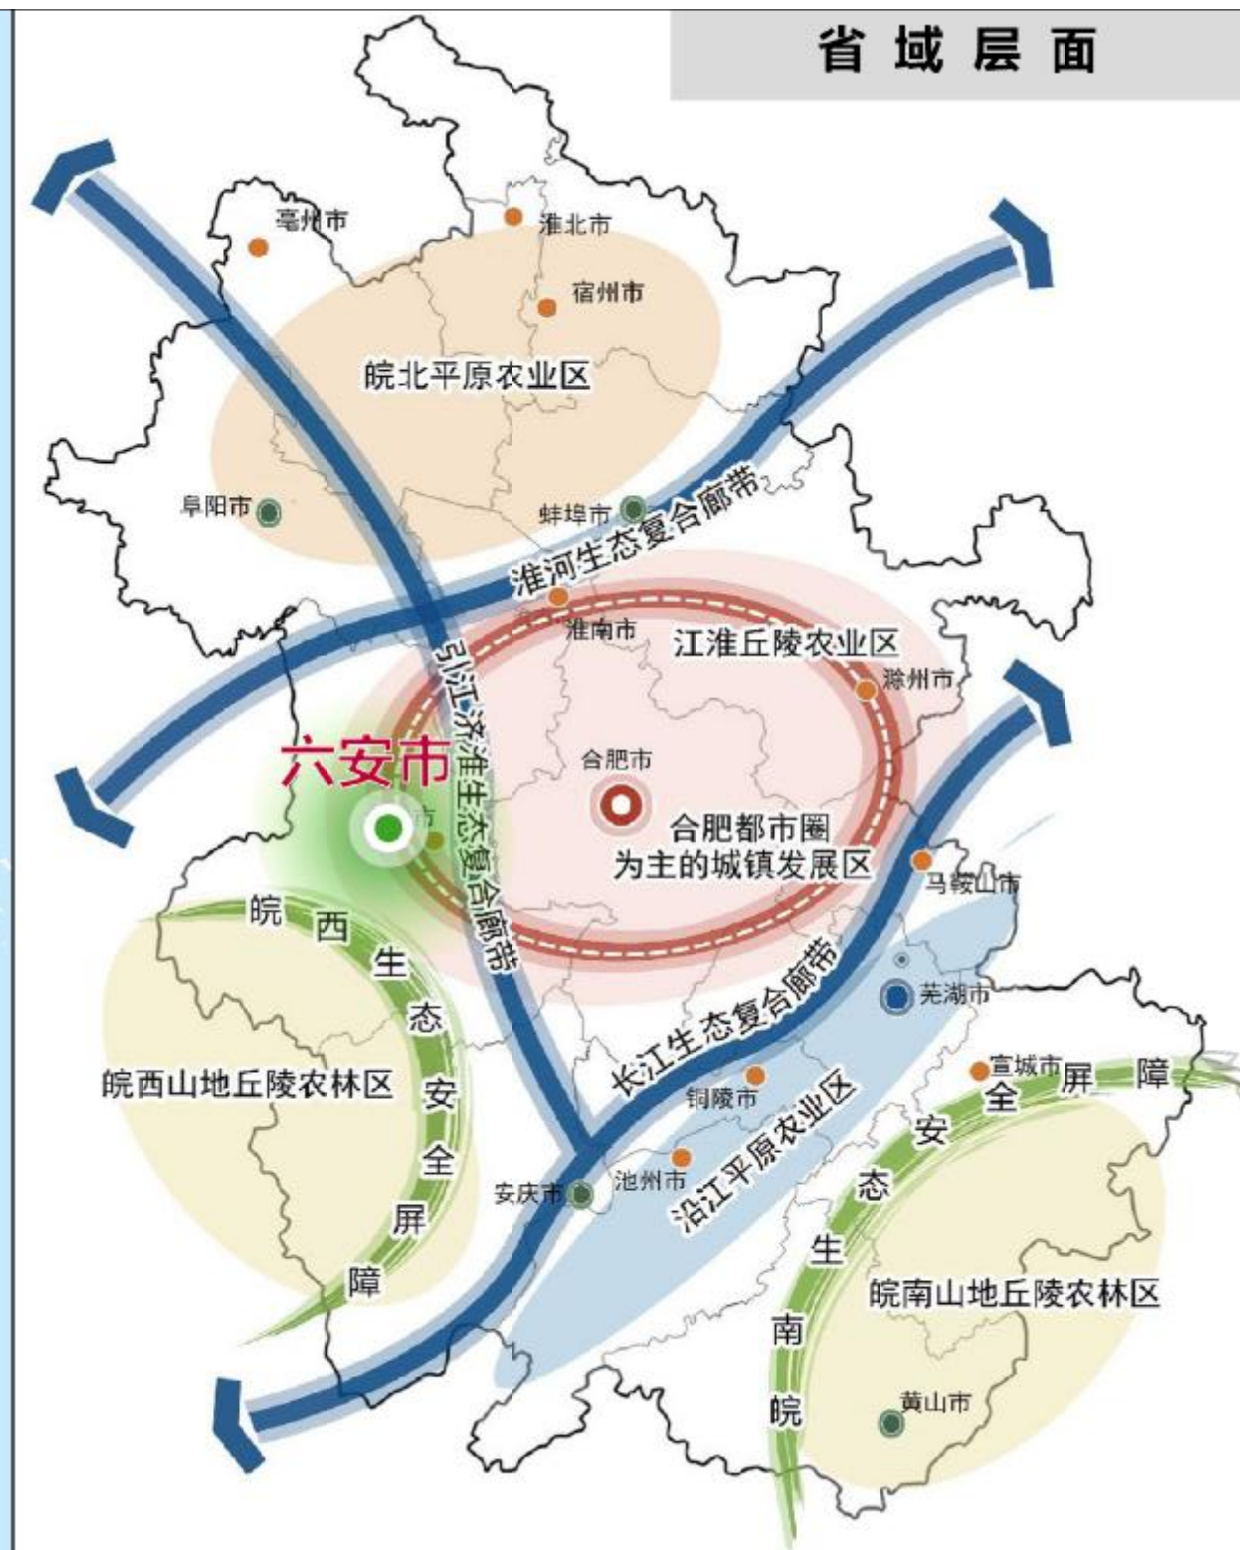 省域层面
亳州市
淮北市
宿州市
皖北平原农业区
阜阳市
蚌埠市
淮河生态复合廊带
淮南市
江淮丘陵农业区
滁州市
引江济淮生态复合廊带
六安市
市
合肥市
合肥都市圈
为主的城镇发展区
马鞍山市
皖西生态安全屏障
芜湖市
长江生态复合廊带
皖西山地丘陵农林区
铜陵市
宣城市
沿江平原农业区
池州市
安庆市
皖南生态安全屏障
皖南山地丘陵农林区
黄山市